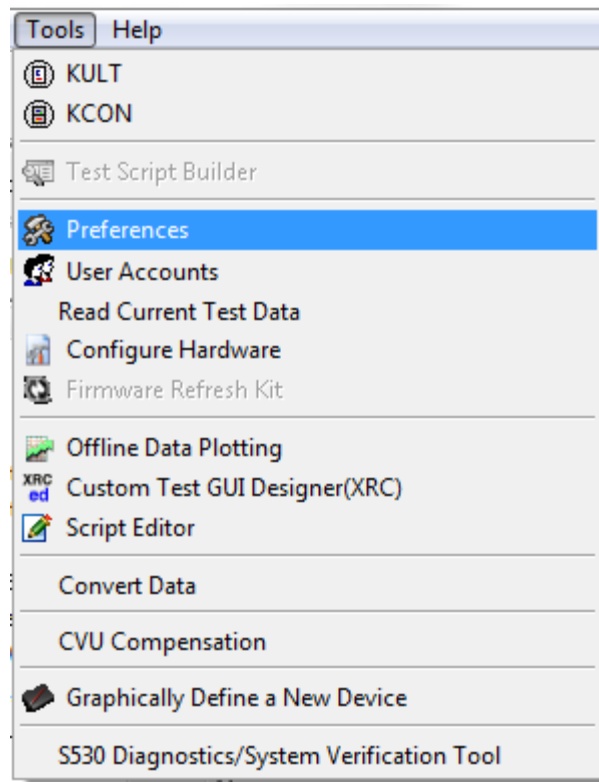 Tools Help
KULT
KCON
Test Script Builder
Preferences
User Accounts
Read Current Test Data
Configure Hardware
Firmware Refresh Kit
Offline Data Plotting
XRC ed Custom Test GUI Designer(XRC)
Script Editor
Convert Data
CVU Compensation
Graphically Define a New Device
S530 Diagnostics/System Verification Tool